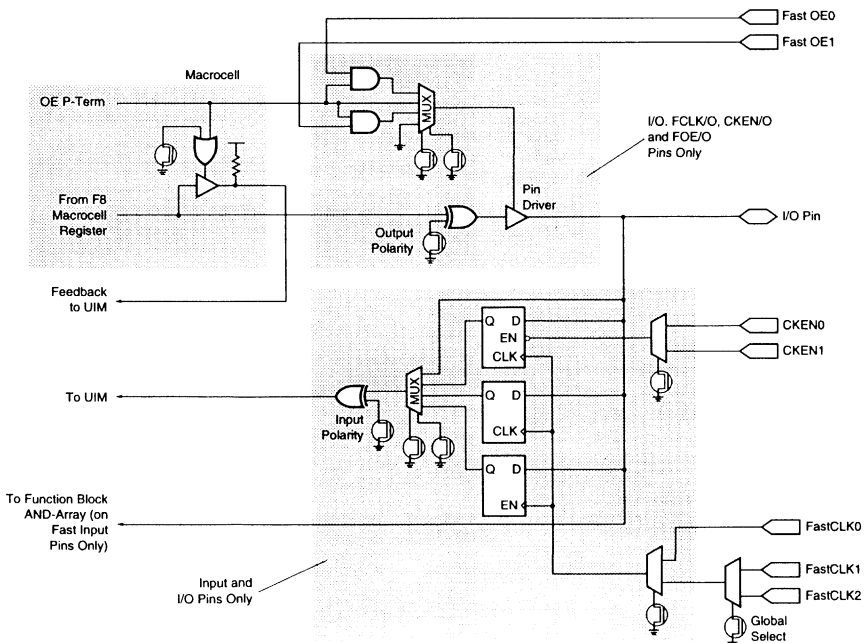 Fast OE0
Fast OE1
Macrocell
OE P-Term
MUX
I/O. FCLK/O, CKEN/O
and FOE/O
Pins Only
From F8
Macrocell
Register
Pin
Driver
Output
Polarity
I/O Pin
Feedback
to UIM
Q D
EN
CLK
CKEN0
CKEN1
To UIM
MUX
Input
Polarity
Q D
CLK
Q D
EN
To Function Block
AND-Array (on
Fast Input
Pins Only)
FastCLK0
FastCLK1
FastCLK2
Input and
I/O Pins Only
Global
Select